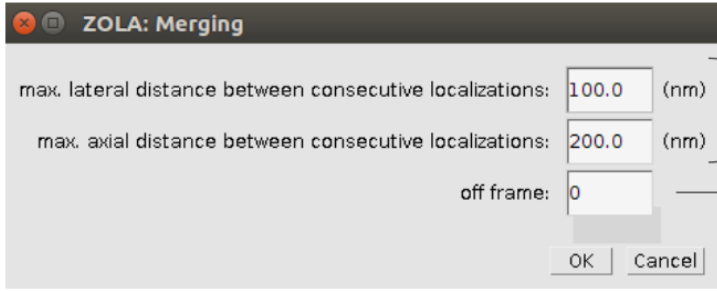 ZOLA: Merging
max. lateral distance between consecutive localizations: 100.0 (nm)
max. axial distance between consecutive localizations: 200.0 (nm)
off frame: 0
OK Cancel